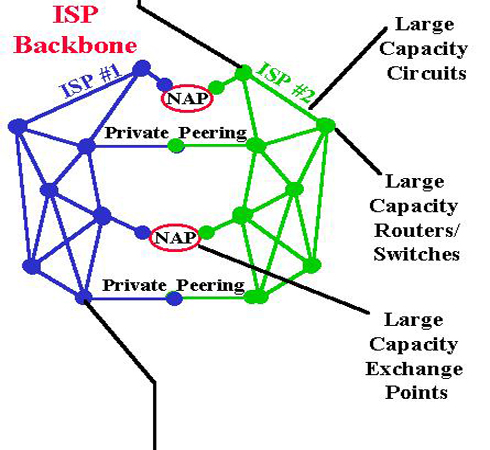 ISP
Backbone
ISP #1
ISP #2
NAP
Private Peering
NAP
Private Peering
Large
Capacity
Circuits
Large
Capacity
Routers/
Switches
Large
Capacity
Exchange
Points